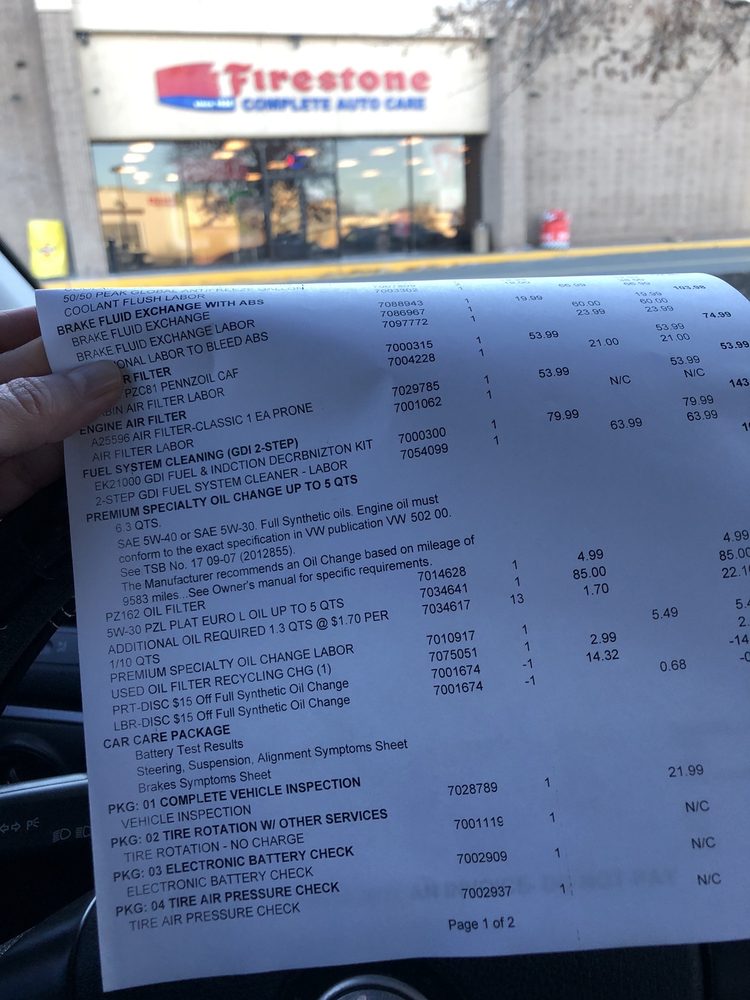 Firestone
COMPLETE AUTO CARE
50/50 PEAK GLOBAL
COOLANT FLUSH LABOR 7003302 66.99 66.99 103.98
BRAKE FLUID EXCHANGE WITH ABS
BRAKE FLUID EXCHANGE 7088943 1 19.99 19.99
BRAKE FLUID EXCHANGE LABOR 7086967 60.00 60.00
LABOR TO BLEED ABS 7097772 1 23.99 23.99 74.99
FILTER
PZC81 PENNZOIL CAF 7000315 1 53.99 53.99
AIR FILTER LABOR 7004228 1 21.00 21.00
ENGINE AIR FILTER 53.99
A25596 AIR FILTER-CLASSIC 1 EA PRONE 7029785 1 53.99 53.99
AIR FILTER LABOR 7001062 1 N/C N/C
FUEL SYSTEM CLEANING (GDI 2-STEP) 143
EK21000 GDI FUEL & INDCTION DECRBNIZTON KIT 7000300 1 79.99 79.99
2-STEP GDI FUEL SYSTEM CLEANER - LABOR 7054099 1 63.99 63.99
PREMIUM SPECIALTY OIL CHANGE UP TO 5 QTS
6.3 QTS.
SAE 5W-40 or SAE 5W-30. Full Synthetic oils. Engine oil must
conform to the exact specification in VW publication VW 502 00.
See TSB No. 17 09-07 (2012855).
The Manufacturer recommends an Oil Change based on mileage of
9583 miles...See Owner's manual for specific requirements.
PZ162 OIL FILTER 7014628 1 4.99 4.99
5W-30 PZL PLAT EURO L OIL UP TO 5 QTS 7034641 1 85.00 85.00
ADDITIONAL OIL REQUIRED 1.3 QTS @ $1.70 PER 7034617 13 1.70 22.10
1/10 QTS
PREMIUM SPECIALTY OIL CHANGE LABOR 7010917 1 5.49 5.4
USED OIL FILTER RECYCLING CHG (1) 7075051 1 2.99 2.
PRT-DISC $15 Off Full Synthetic Oil Change 7001674 -1 14.32 -14
LBR-DISC $15 Off Full Synthetic Oil Change 7001674 -1 0.68
CAR CARE PACKAGE
Battery Test Results
Steering, Suspension, Alignment Symptoms Sheet
Brakes Symptoms Sheet
PKG: 01 COMPLETE VEHICLE INSPECTION
VEHICLE INSPECTION 7028789 1 21.99
PKG: 02 TIRE ROTATION W/ OTHER SERVICES
TIRE ROTATION - NO CHARGE 7001119 1 N/C
PKG: 03 ELECTRONIC BATTERY CHECK
ELECTRONIC BATTERY CHECK 7002909 1 N/C
PKG: 04 TIRE AIR PRESSURE CHECK
TIRE AIR PRESSURE CHECK 7002937 1 N/C
Page 1 of 2